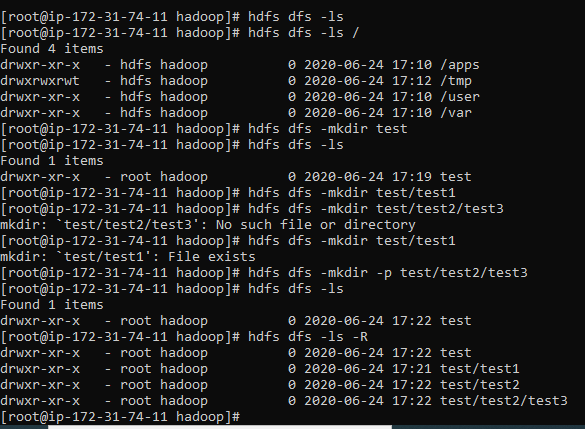 [root@ip-172-31-74-11 hadoop]# hdfs dfs -ls
[root@ip-172-31-74-11 hadoop]# hdfs dfs -ls /
Found 4 items
drwxr-xr-x   - hdfs hadoop          0 2020-06-24 17:10 /apps
drwxrwxrwt   - hdfs hadoop          0 2020-06-24 17:12 /tmp
drwxr-xr-x   - hdfs hadoop          0 2020-06-24 17:10 /user
drwxr-xr-x   - hdfs hadoop          0 2020-06-24 17:10 /var
[root@ip-172-31-74-11 hadoop]# hdfs dfs -mkdir test
[root@ip-172-31-74-11 hadoop]# hdfs dfs -ls
Found 1 items
drwxr-xr-x   - root hadoop          0 2020-06-24 17:19 test
[root@ip-172-31-74-11 hadoop]# hdfs dfs -mkdir test/test1
[root@ip-172-31-74-11 hadoop]# hdfs dfs -mkdir test/test2/test3
mkdir: `test/test2/test3': No such file or directory
[root@ip-172-31-74-11 hadoop]# hdfs dfs -mkdir test/test1
mkdir: `test/test1': File exists
[root@ip-172-31-74-11 hadoop]# hdfs dfs -mkdir -p test/test2/test3
[root@ip-172-31-74-11 hadoop]# hdfs dfs -ls
Found 1 items
drwxr-xr-x   - root hadoop          0 2020-06-24 17:22 test
[root@ip-172-31-74-11 hadoop]# hdfs dfs -ls -R
drwxr-xr-x   - root hadoop          0 2020-06-24 17:22 test
drwxr-xr-x   - root hadoop          0 2020-06-24 17:21 test/test1
drwxr-xr-x   - root hadoop          0 2020-06-24 17:22 test/test2
drwxr-xr-x   - root hadoop          0 2020-06-24 17:22 test/test2/test3
[root@ip-172-31-74-11 hadoop]#